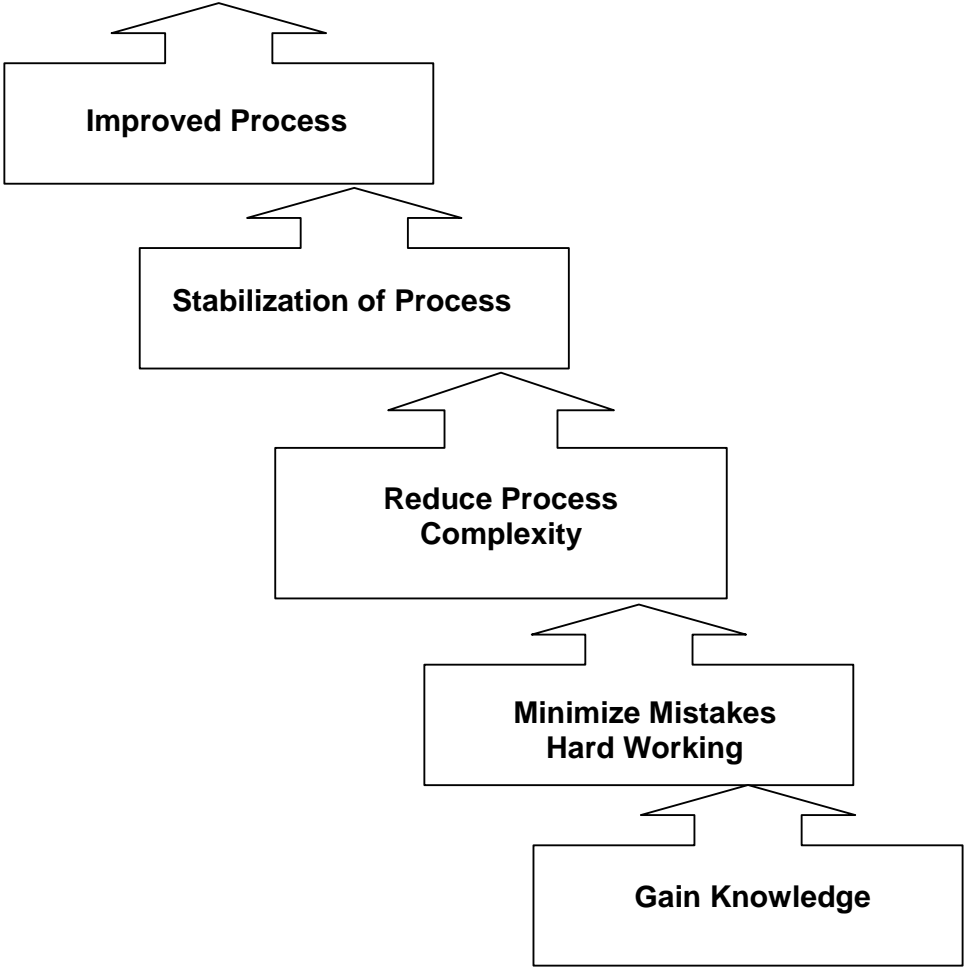 Improved Process
Stabilization of Process
Reduce Process
Complexity
Minimize Mistakes
Hard Working
Gain Knowledge